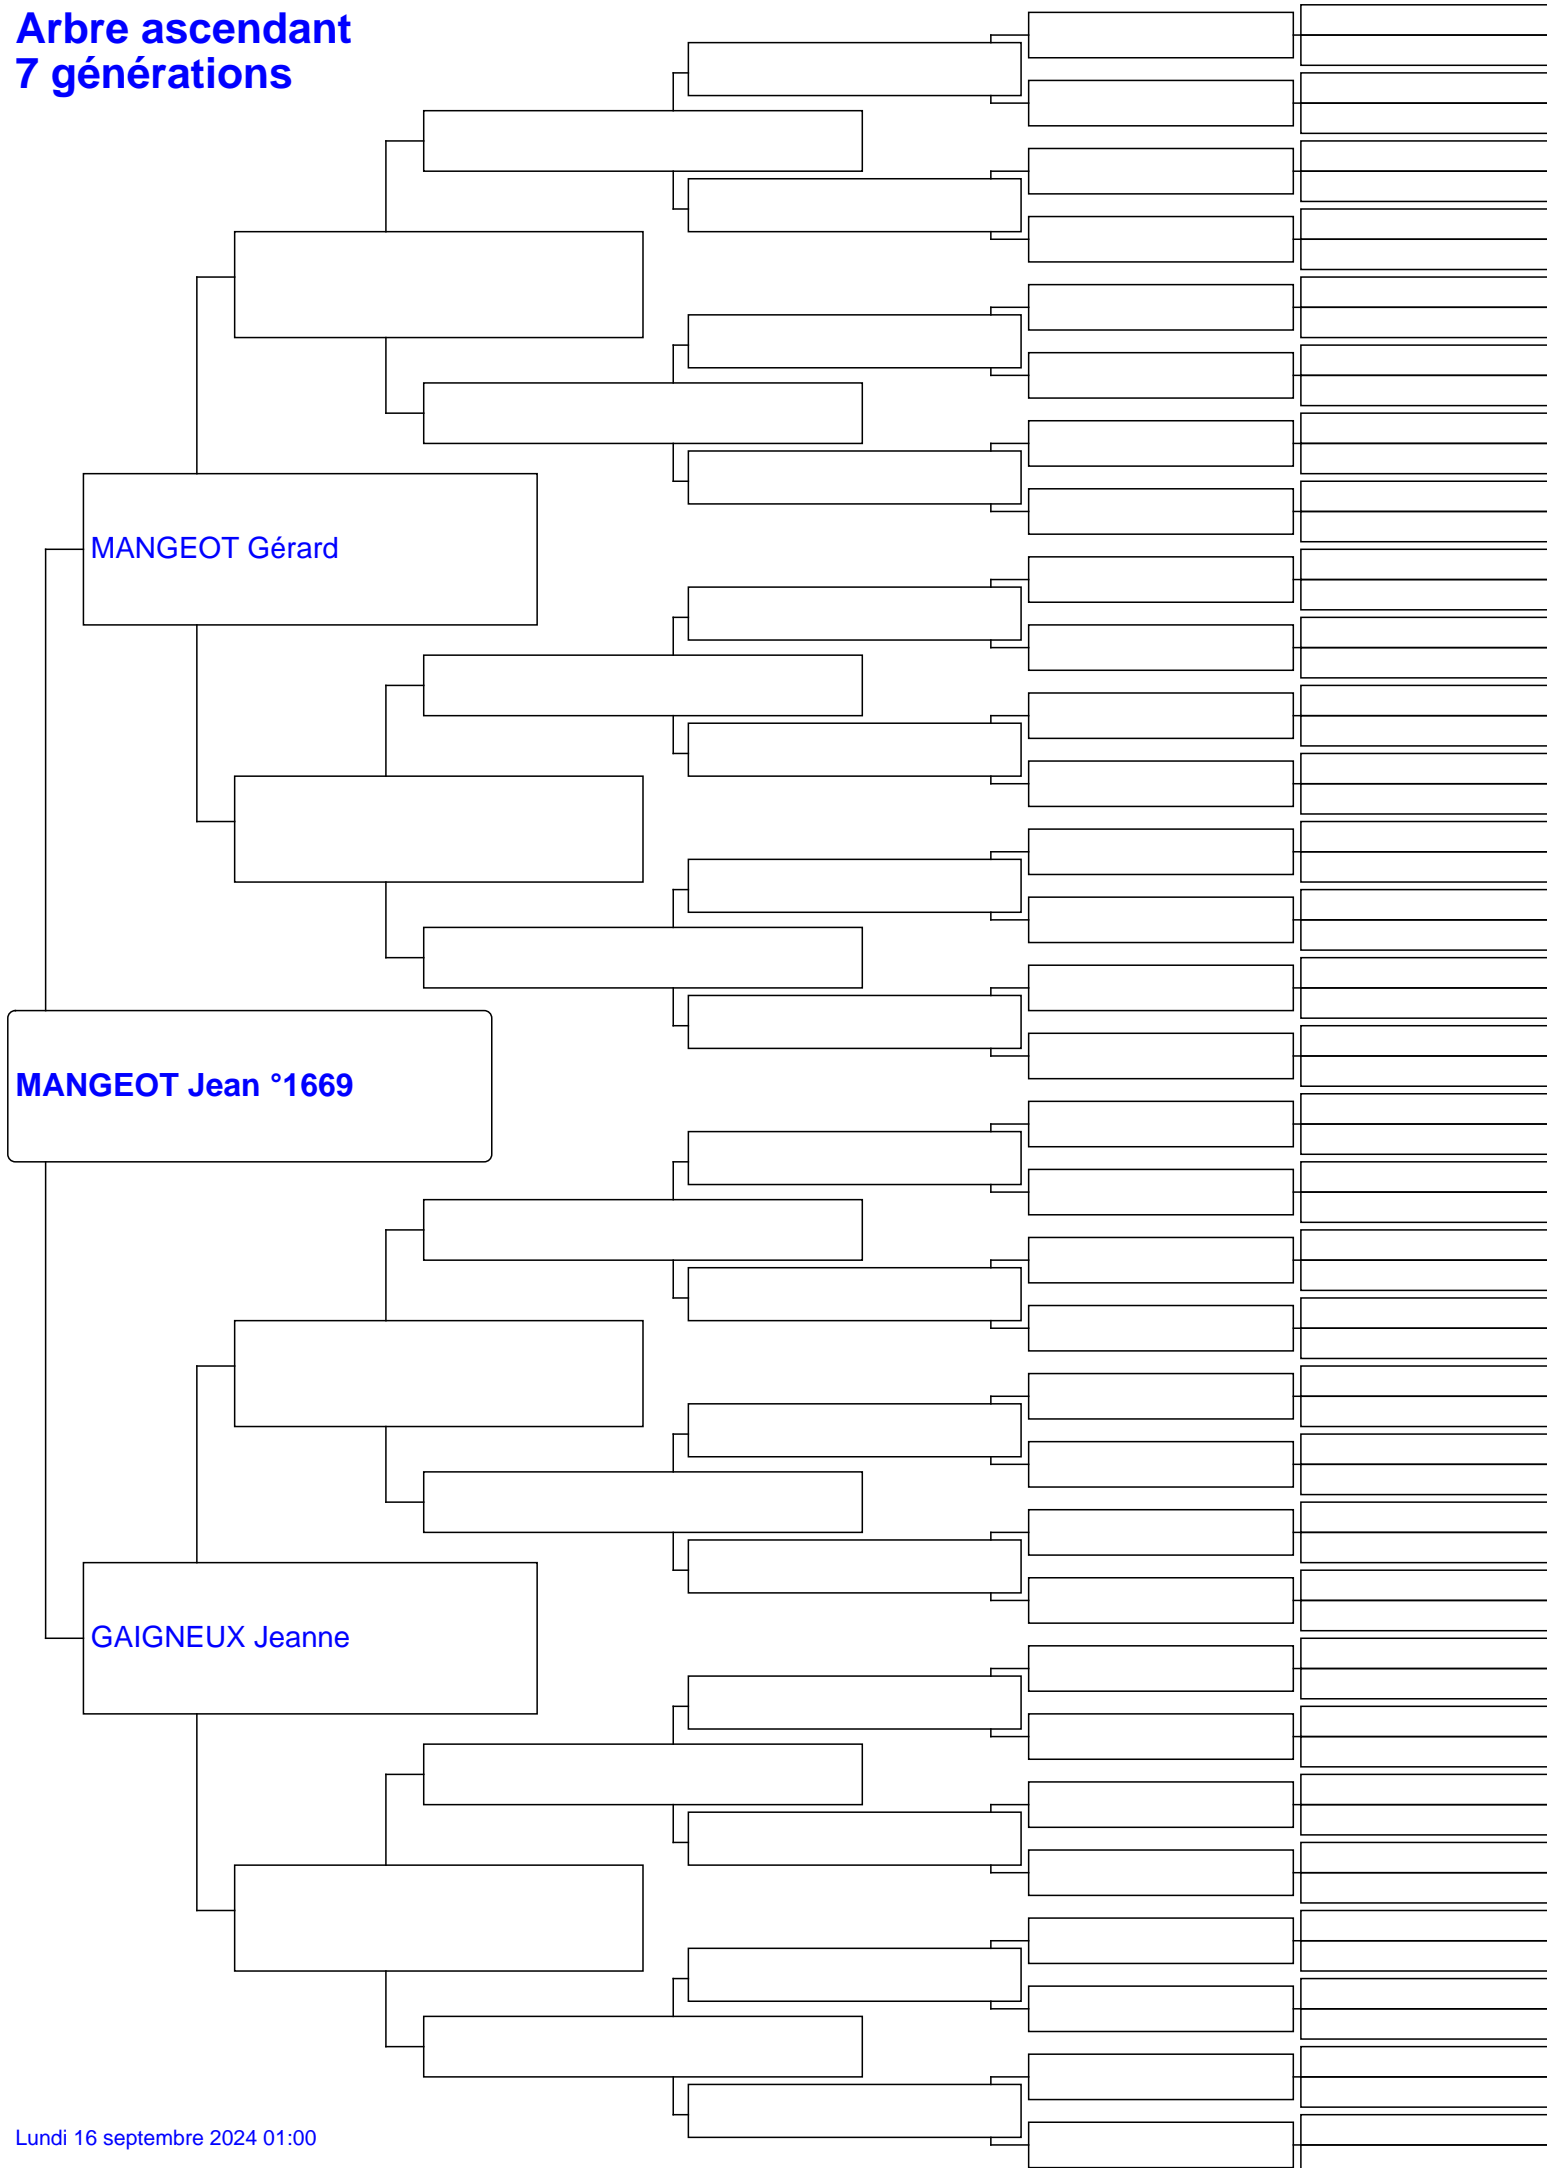 Arbre ascendant
7 générations
MANGEOT Gérard
MANGEOT Jean °1669
GAIGNEUX Jeanne
Lundi 16 septembre 2024 01:00